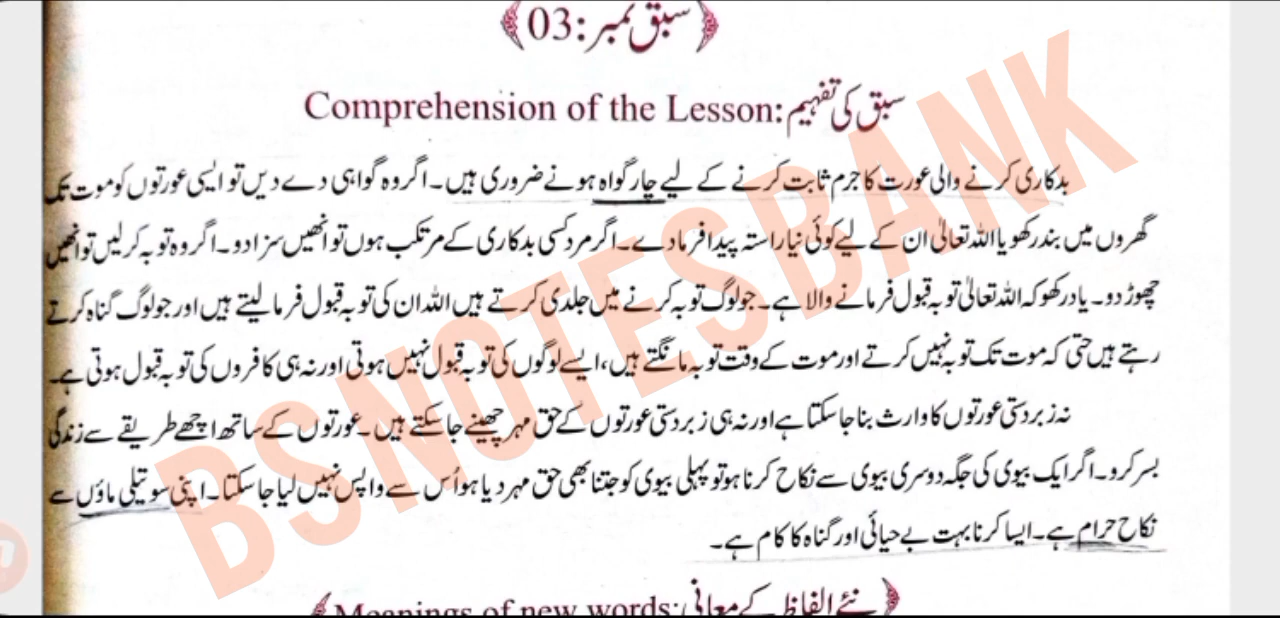 سبق نمبر: 03
سبق کی تفہیم: Comprehension of the Lesson
بدکاری کرنے والی عورت کا جرم ثابت کرنے کے لیے چار گواہ ہونے ضروری ہیں۔ اگر وہ گواہی دے دیں تو ایسی عورتوں کو موت تک
گھروں میں بند رکھو یا اللہ تعالیٰ ان کے لیے کوئی نیا راستہ پیدا فرما دے۔ اگر مرد کسی بدکاری کے مرتکب ہوں تو انھیں سزا دو۔ اگر وہ توبہ کر لیں تو انھیں
چھوڑ دو۔ یاد رکھو کہ اللہ تعالیٰ توبہ قبول فرمانے والا ہے۔ جو لوگ توبہ کرنے میں جلدی کرتے ہیں اللہ ان کی توبہ قبول فرما لیتے ہیں اور جو لوگ گناہ کرتے
رہتے ہیں حتی کہ موت تک توبہ نہیں کرتے اور موت کے وقت توبہ مانگتے ہیں، ایسے لوگوں کی توبہ قبول نہیں ہوتی اور نہ ہی کافروں کی توبہ قبول ہوتی ہے۔
نہ زبردستی عورتوں کا وارث بنا جا سکتا ہے اور نہ ہی زبردستی عورتوں کے حق مہر چھینے جا سکتے ہیں۔ عورتوں کے ساتھ اچھے طریقے سے زندگی
بسر کرو۔ اگر ایک بیوی کی جگہ دوسری بیوی سے نکاح کرنا ہو تو پہلی بیوی کو جتنا بھی حق مہر دیا ہو اُس سے واپس نہیں لیا جا سکتا۔ اپنی سوتیلی ماؤں سے
نکاح حرام ہے۔ ایسا کرنا بہت بے حیائی اور گناہ کا کام ہے۔
نئے الفاظ کے معانی: Meanings of new words
BSNOTESBANK